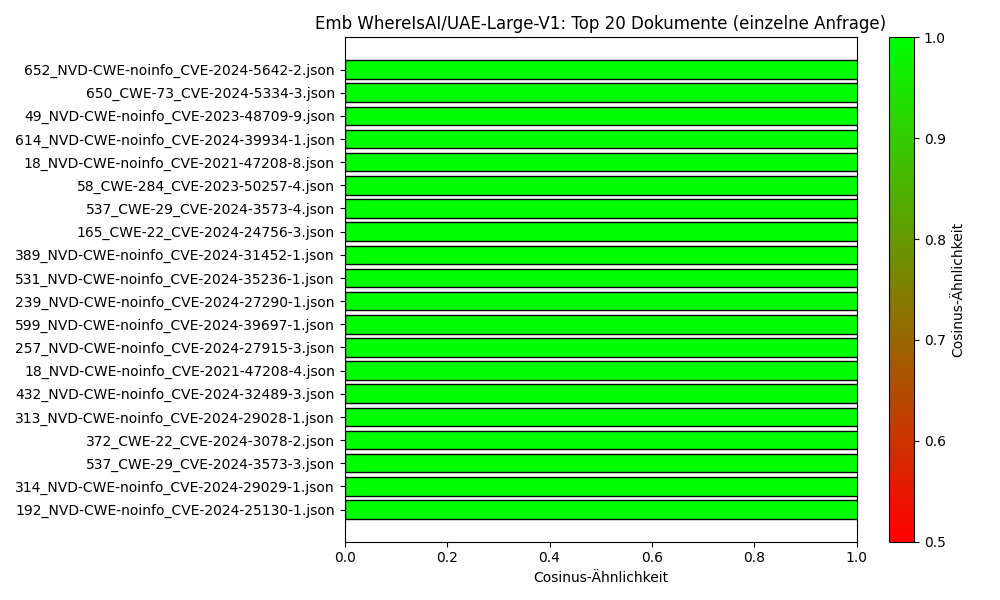 Emb WhereIsAI/UAE-Large-V1: Top 20 Dokumente (einzelne Anfrage)
652_NVD-CWE-noinfo_CVE-2024-5642-2.json
650_CWE-73_CVE-2024-5334-3.json
49_NVD-CWE-noinfo_CVE-2023-48709-9.json
614_NVD-CWE-noinfo_CVE-2024-39934-1.json
18_NVD-CWE-noinfo_CVE-2021-47208-8.json
58_CWE-284_CVE-2023-50257-4.json
537_CWE-29_CVE-2024-3573-4.json
165_CWE-22_CVE-2024-24756-3.json
389_NVD-CWE-noinfo_CVE-2024-31452-1.json
531_NVD-CWE-noinfo_CVE-2024-35236-1.json
239_NVD-CWE-noinfo_CVE-2024-27290-1.json
599_NVD-CWE-noinfo_CVE-2024-39697-1.json
257_NVD-CWE-noinfo_CVE-2024-27915-3.json
18_NVD-CWE-noinfo_CVE-2021-47208-4.json
432_NVD-CWE-noinfo_CVE-2024-32489-3.json
313_NVD-CWE-noinfo_CVE-2024-29028-1.json
372_CWE-22_CVE-2024-3078-2.json
537_CWE-29_CVE-2024-3573-3.json
314_NVD-CWE-noinfo_CVE-2024-29029-1.json
192_NVD-CWE-noinfo_CVE-2024-25130-1.json
0.0 0.2 0.4 0.6 0.8 1.0
Cosinus-Ähnlichkeit
1.0
0.9
0.8
0.7
0.6
0.5
Cosinus-Ähnlichkeit